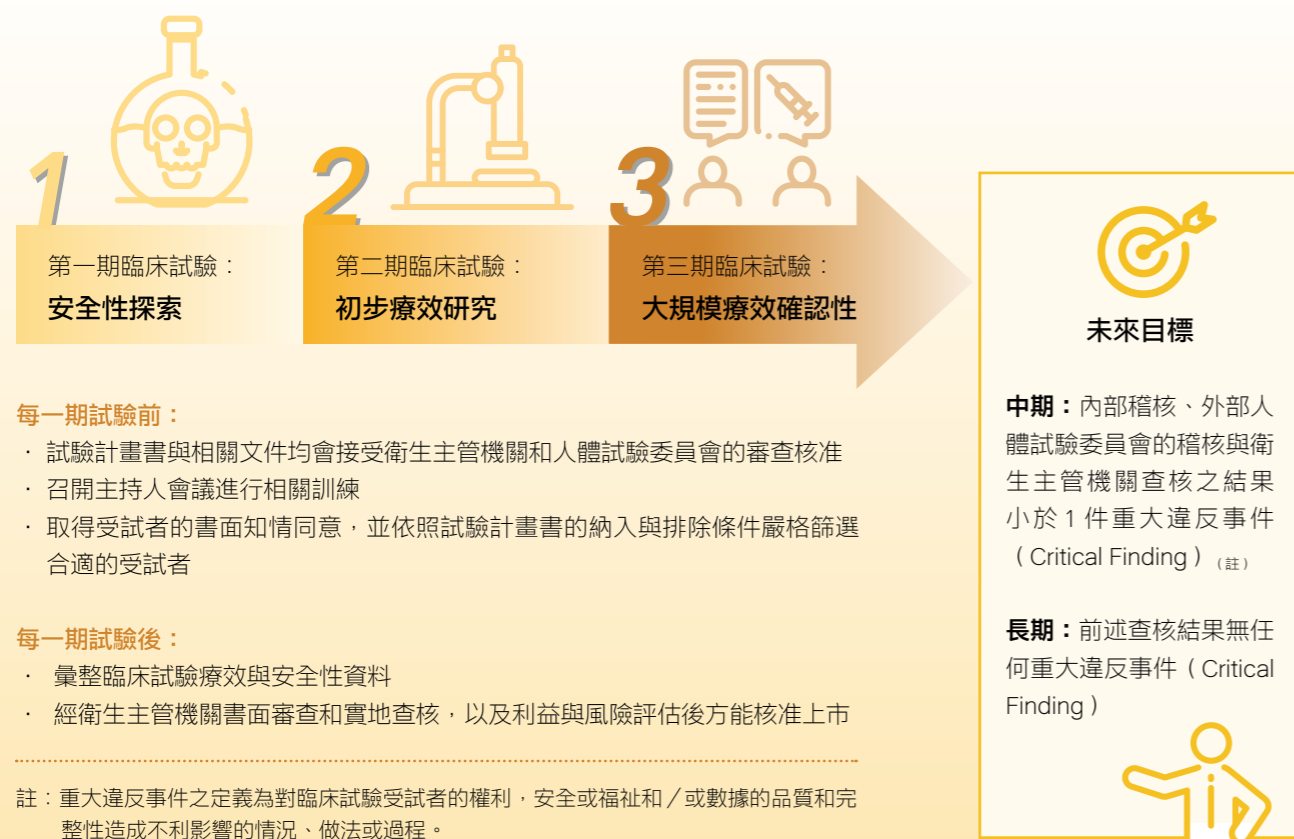 1
第一期臨床試驗：
安全性探索
2
第二期臨床試驗：
初步療效研究
3
第三期臨床試驗：
大規模療效確認性
每一期試驗前：
· 試驗計畫書與相關文件均會接受衛生主管機關和人體試驗委員會的審查核准
· 召開主持人會議進行相關訓練
· 取得受試者的書面知情同意，並依照試驗計畫書的納入與排除條件嚴格篩選
合適的受試者
每一期試驗後：
· 彙整臨床試驗療效與安全性資料
· 經衛生主管機關書面審查和實地查核，以及利益與風險評估後方能核准上市
註：重大違反事件之定義為對臨床試驗受試者的權利，安全或福祉和／或數據的品質和完
整性造成不利影響的情況、做法或過程。
未來目標
中期：內部稽核、外部人
體試驗委員會的稽核與衛
生主管機關查核之結果
小於 1 件重大違反事件
（Critical Finding）（註）
長期：前述查核結果無任
何重大違反事件（Critical
Finding）